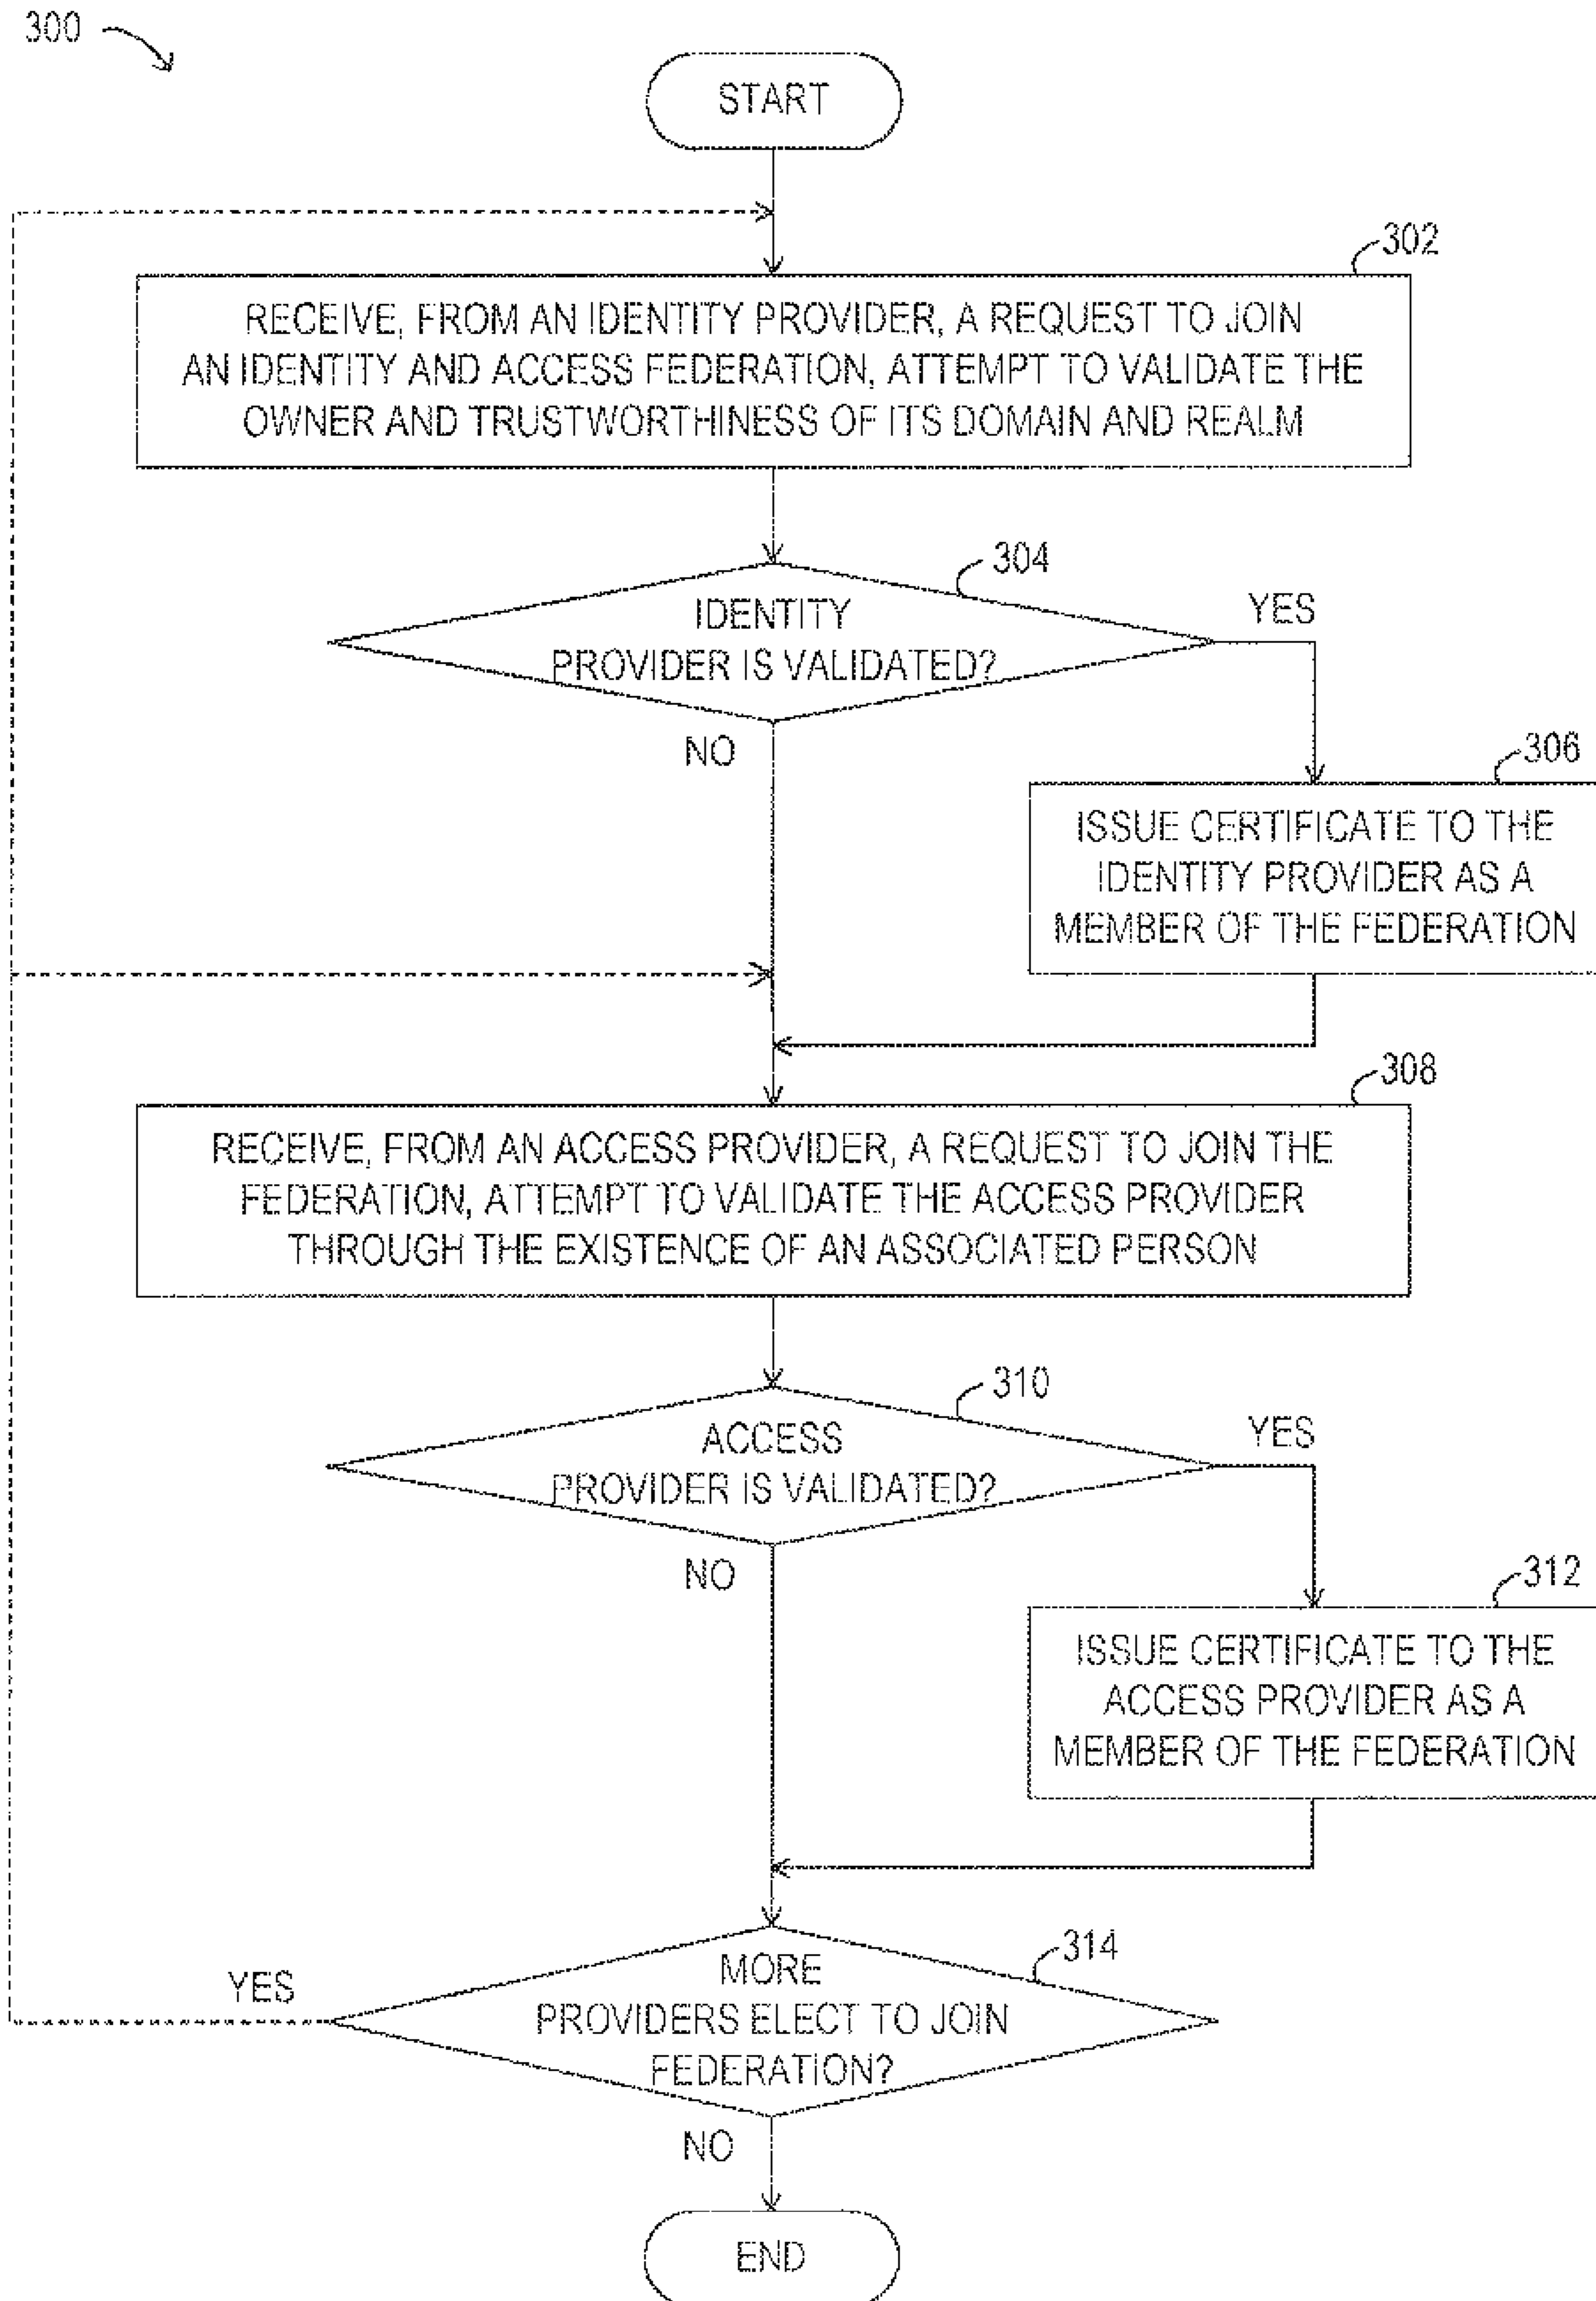 300
START
302
RECEIVE, FROM AN IDENTITY PROVIDER, A REQUEST TO JOIN
AN IDENTITY AND ACCESS FEDERATION, ATTEMPT TO VALIDATE THE
OWNER AND TRUSTWORTHINESS OF ITS DOMAIN AND REALM
304
IDENTITY
PROVIDER IS VALIDATED?
YES
NO
306
ISSUE CERTIFICATE TO THE
IDENTITY PROVIDER AS A
MEMBER OF THE FEDERATION
308
RECEIVE, FROM AN ACCESS PROVIDER, A REQUEST TO JOIN THE
FEDERATION, ATTEMPT TO VALIDATE THE ACCESS PROVIDER
THROUGH THE EXISTENCE OF AN ASSOCIATED PERSON
310
ACCESS
PROVIDER IS VALIDATED?
YES
NO
312
ISSUE CERTIFICATE TO THE
ACCESS PROVIDER AS A
MEMBER OF THE FEDERATION
314
MORE
PROVIDERS ELECT TO JOIN
FEDERATION?
YES
NO
END